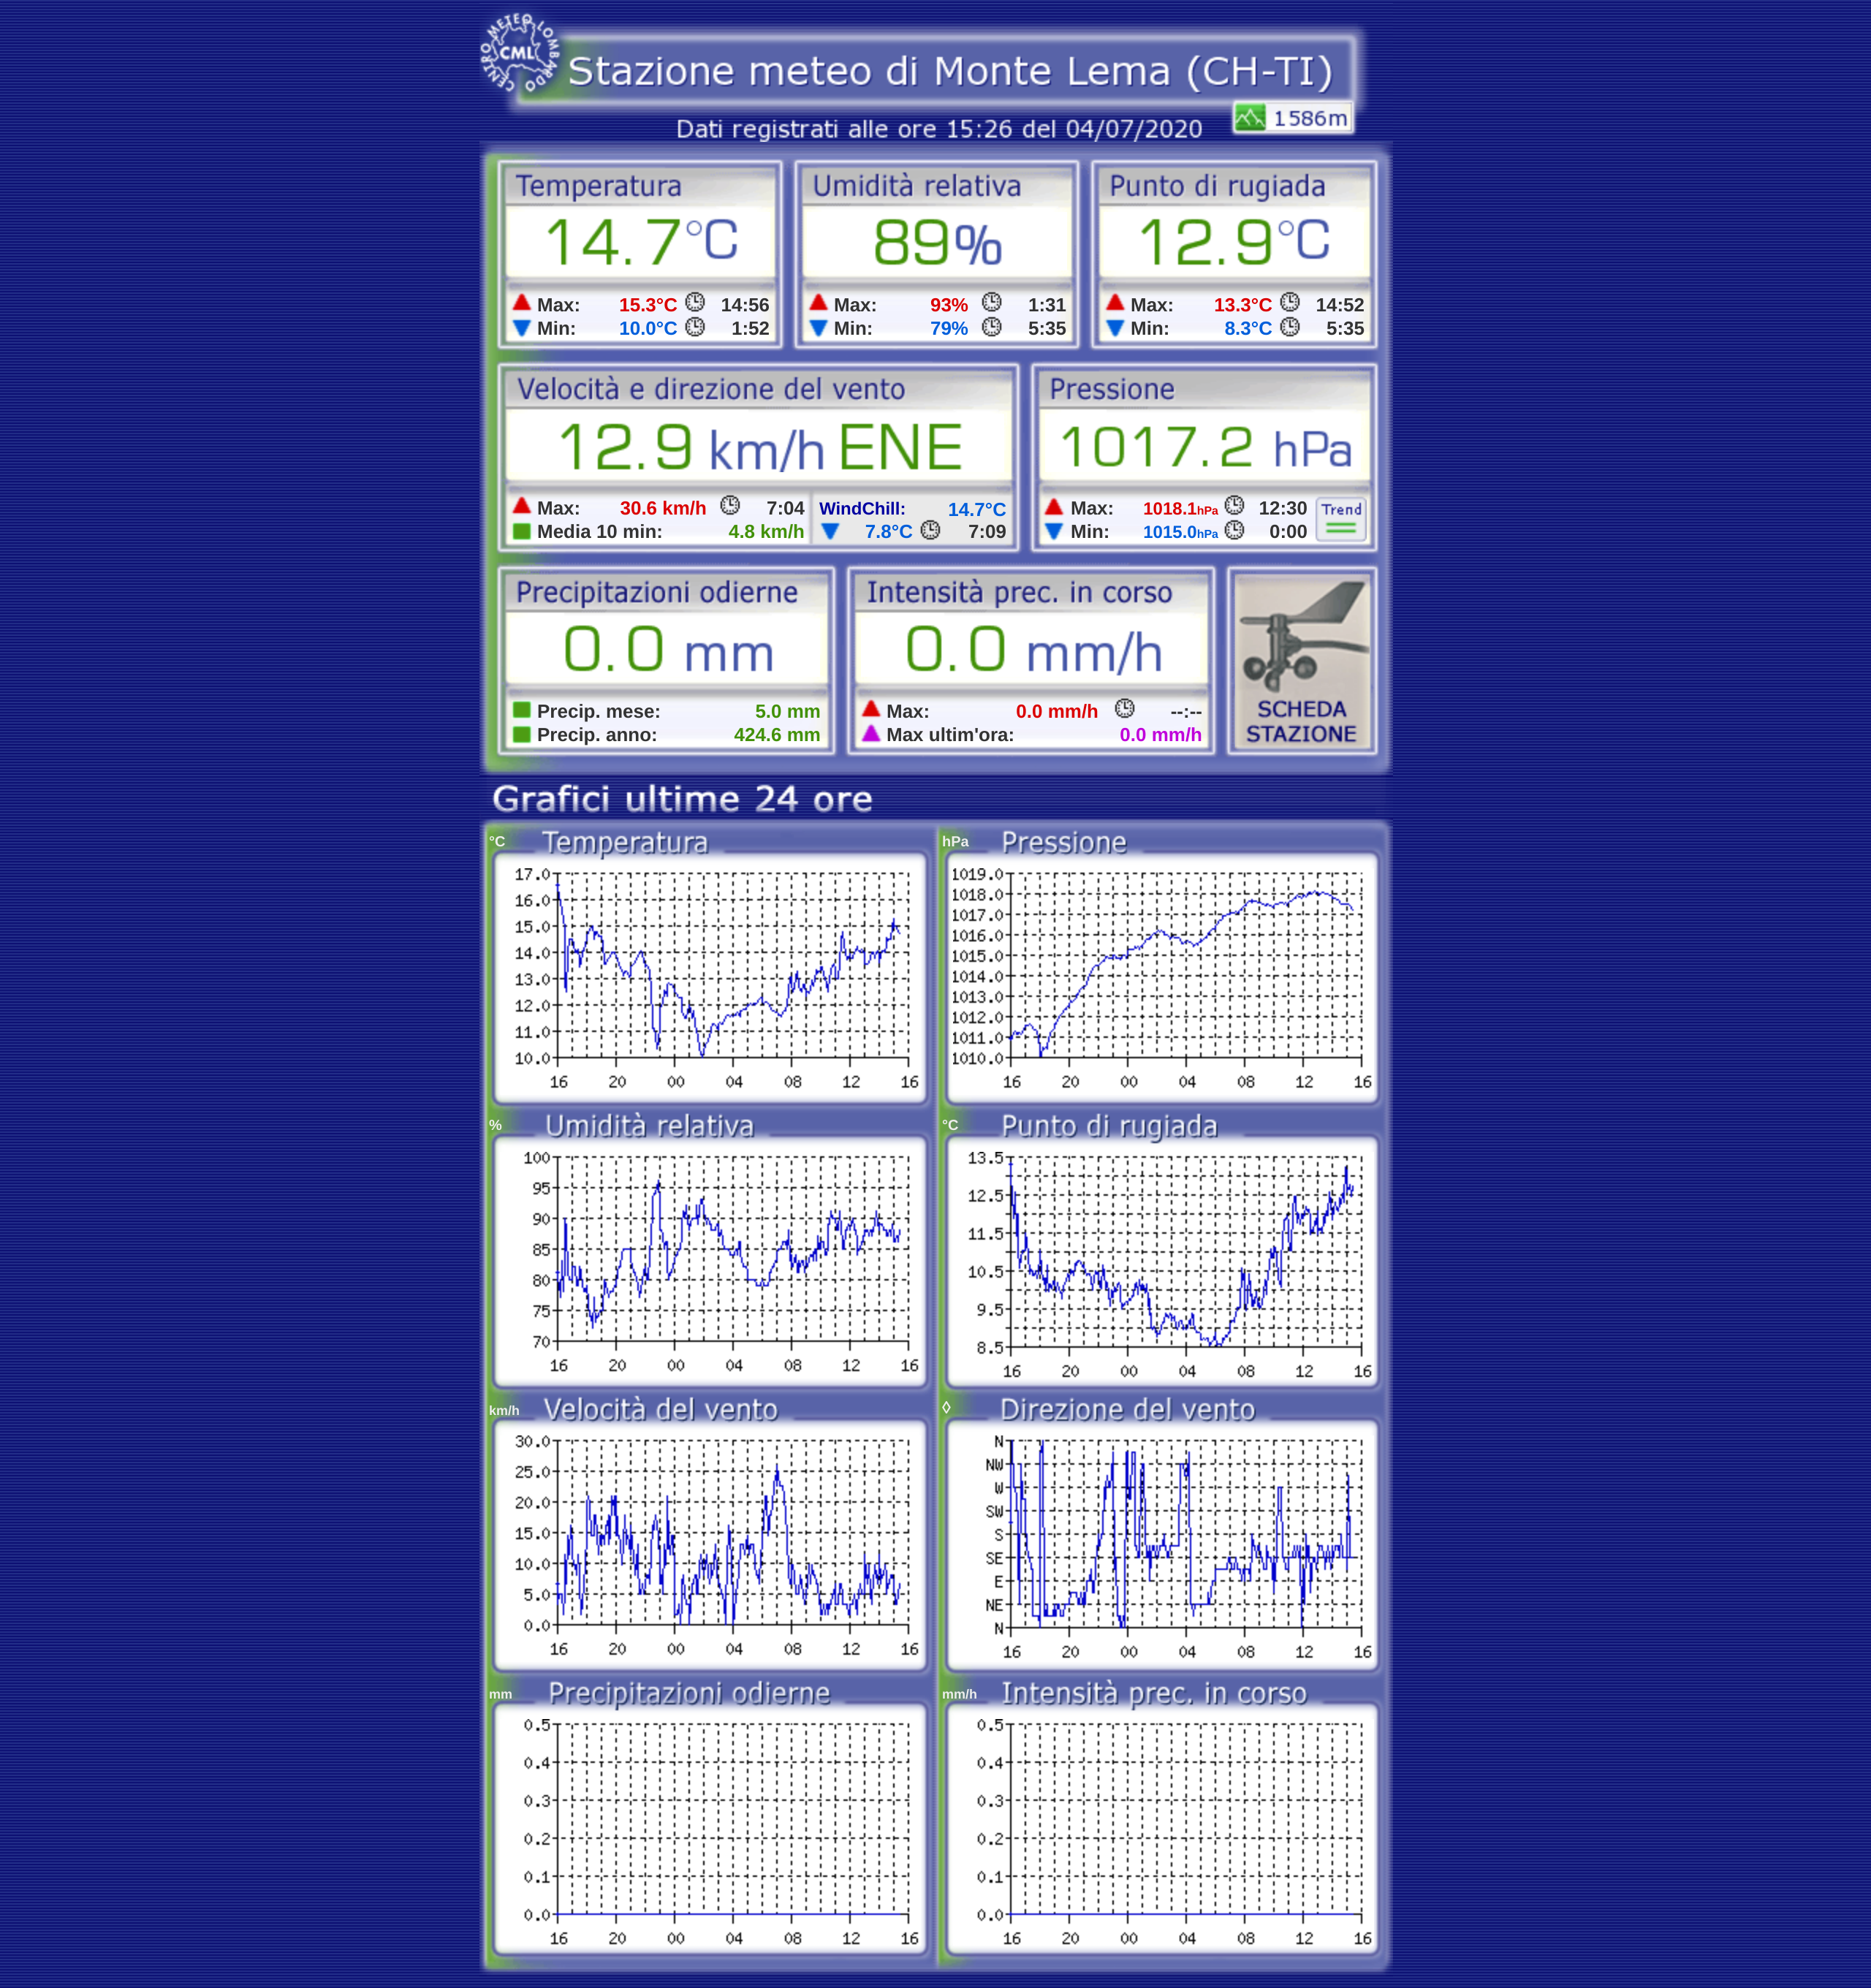 CENTRO METEO LOMBARDO
CML
Stazione meteo di Monte Lema (CH-TI)
1586m
Dati registrati alle ore 15:26 del 04/07/2020
Temperatura
14.7°C
Max: 15.3°C 14:56
Min: 10.0°C 1:52
Umidità relativa
89%
Max: 93% 1:31
Min: 79% 5:35
Punto di rugiada
12.9°C
Max: 13.3°C 14:52
Min: 8.3°C 5:35
Velocità e direzione del vento
12.9 km/h ENE
Max: 30.6 km/h 7:04
Media 10 min: 4.8 km/h
WindChill: 14.7°C
7.8°C 7:09
Pressione
1017.2 hPa
Max: 1018.1hPa 12:30
Min: 1015.0hPa 0:00
Trend
Precipitazioni odierne
0.0 mm
Precip. mese: 5.0 mm
Precip. anno: 424.6 mm
Intensità prec. in corso
0.0 mm/h
Max: 0.0 mm/h --:--
Max ultim'ora: 0.0 mm/h
SCHEDA
STAZIONE
Grafici ultime 24 ore
°C Temperatura
17.0
16.0
15.0
14.0
13.0
12.0
11.0
10.0
16 20 00 04 08 12 16
hPa Pressione
1019.0
1018.0
1017.0
1016.0
1015.0
1014.0
1013.0
1012.0
1011.0
1010.0
16 20 00 04 08 12 16
% Umidità relativa
100
95
90
85
80
75
70
16 20 00 04 08 12 16
°C Punto di rugiada
13.5
12.5
11.5
10.5
9.5
8.5
16 20 00 04 08 12 16
km/h Velocità del vento
30.0
25.0
20.0
15.0
10.0
5.0
0.0
16 20 00 04 08 12 16
◊ Direzione del vento
N
NW
W
SW
S
SE
E
NE
N
16 20 00 04 08 12 16
mm Precipitazioni odierne
0.5
0.4
0.3
0.2
0.1
0.0
16 20 00 04 08 12 16
mm/h Intensità prec. in corso
0.5
0.4
0.3
0.2
0.1
0.0
16 20 00 04 08 12 16